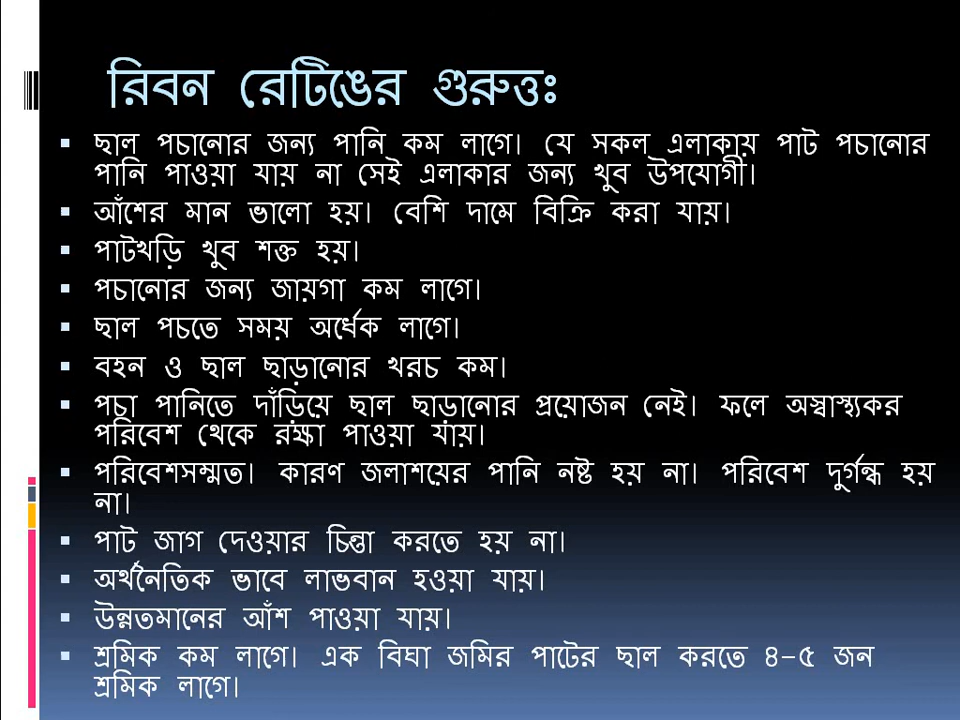 রিবন রেটিঙের গুরুত্তঃ
ছাল পচানোর জন্য পানি কম লাগে। যে সকল এলাকায় পাট পচানোর
পানি পাওয়া যায় না সেই এলাকার জন্য খুব উপযোগী।
আঁশের মান ভালো হয়। বেশি দামে বিক্রি করা যায়।
পাটখড়ি খুব শক্ত হয়।
পচানোর জন্য জায়গা কম লাগে।
ছাল পচতে সময় অর্ধেক লাগে।
বহন ও ছাল ছাড়ানোর খরচ কম।
পচা পানিতে দাঁড়িয়ে ছাল ছাড়ানোর প্রয়োজন নেই। ফলে অস্বাস্থ্যকর
পরিবেশ থেকে রক্ষা পাওয়া যায়।
পরিবেশসম্মত। কারণ জলাশয়ের পানি নষ্ট হয় না। পরিবেশ দুর্গন্ধ হয়
না।
পাট জাগ দেওয়ার চিন্তা করতে হয় না।
অর্থনৈতিক ভাবে লাভবান হওয়া যায়।
উন্নতমানের আঁশ পাওয়া যায়।
শ্রমিক কম লাগে। এক বিঘা জমির পাটের ছাল করতে ৪-৫ জন
শ্রমিক লাগে।